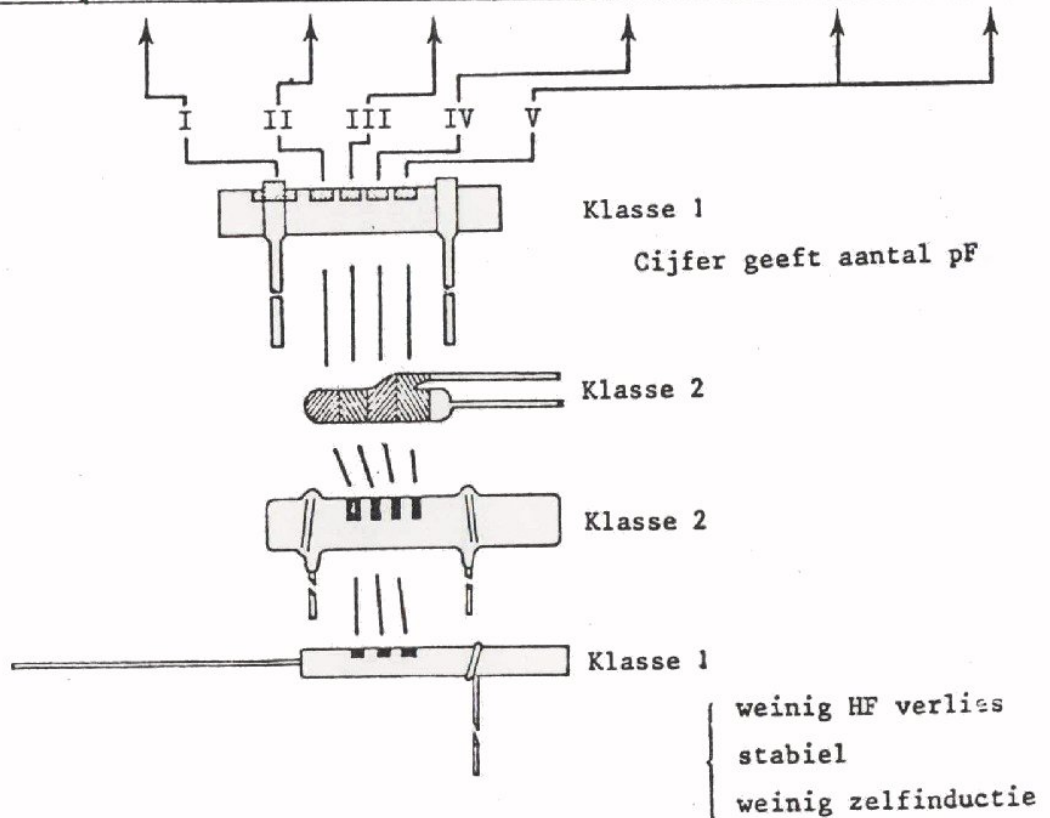 I II III IV V
Klasse 1
Cijfer geeft aantal pF
Klasse 2
Klasse 2
Klasse 1
weinig HF verlies
stabiel
weinig zelfinductie